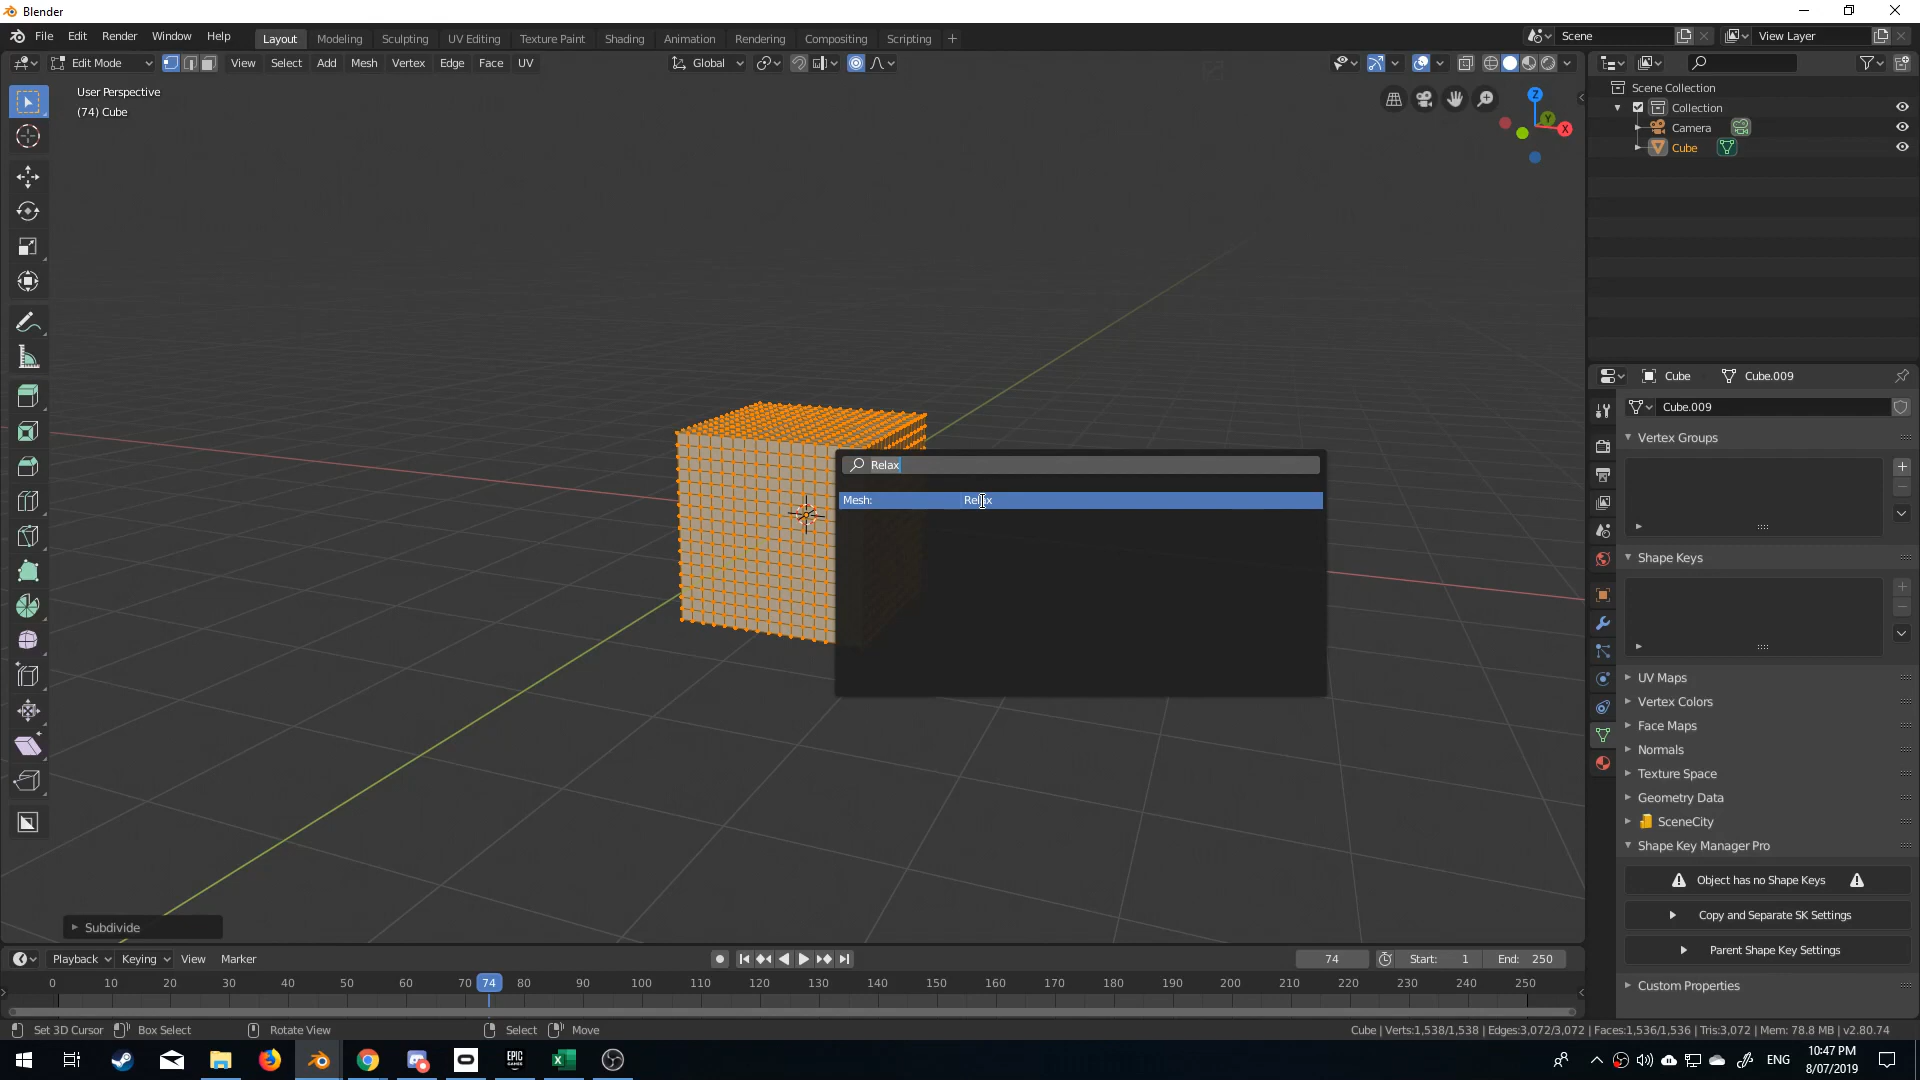 Blender
File Edit Render Window Help
Layout Modeling Sculpting UV Editing Texture Paint Shading Animation Rendering Compositing Scripting +
Scene
View Layer
Edit Mode View Select Add Mesh Vertex Edge Face UV
Global
User Perspective
(74) Cube
Z
Y
X
Scene Collection
Collection
Camera
Cube
Relax
Mesh: Relax
Cube Cube.009
Cube.009
Vertex Groups
Shape Keys
UV Maps
Vertex Colors
Face Maps
Normals
Texture Space
Geometry Data
SceneCity
Shape Key Manager Pro
Object has no Shape Keys
Copy and Separate SK Settings
Parent Shape Key Settings
Custom Properties
Subdivide
Playback Keying View Marker
74 Start: 1 End: 250
0 10 20 30 40 50 60 70 74 80 90 100 110 120 130 140 150 160 170 180 190 200 210 220 230 240 250
Set 3D Cursor Box Select Rotate View Select Move
Cube | Verts:1,538/1,538 | Edges:3,072/3,072 | Faces:1,536/1,536 | Tris:3,072 | Mem: 78.8 MB | v2.80.74
EPIC
GAMES
ENG
10:47 PM
8/07/2019